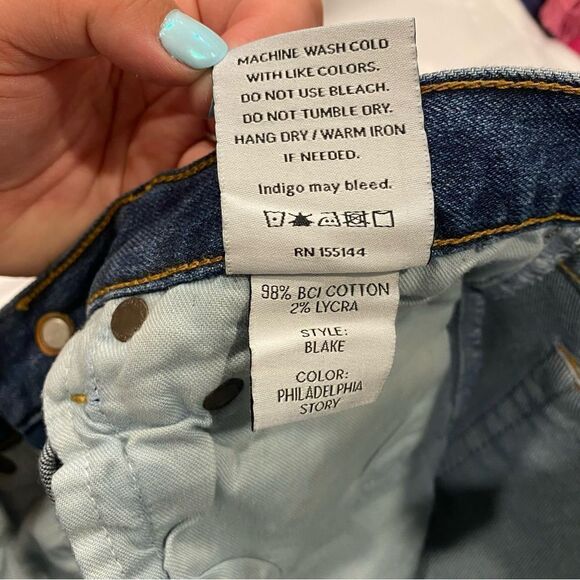 MACHINE WASH COLD
WITH LIKE COLORS.
DO NOT USE BLEACH.
DO NOT TUMBLE DRY.
HANG DRY / WARM IRON
IF NEEDED.
Indigo may bleed.
RN 155144
98% BCI COTTON
2% LYCRA
STYLE:
BLAKE
COLOR:
PHILADELPHIA
STORY